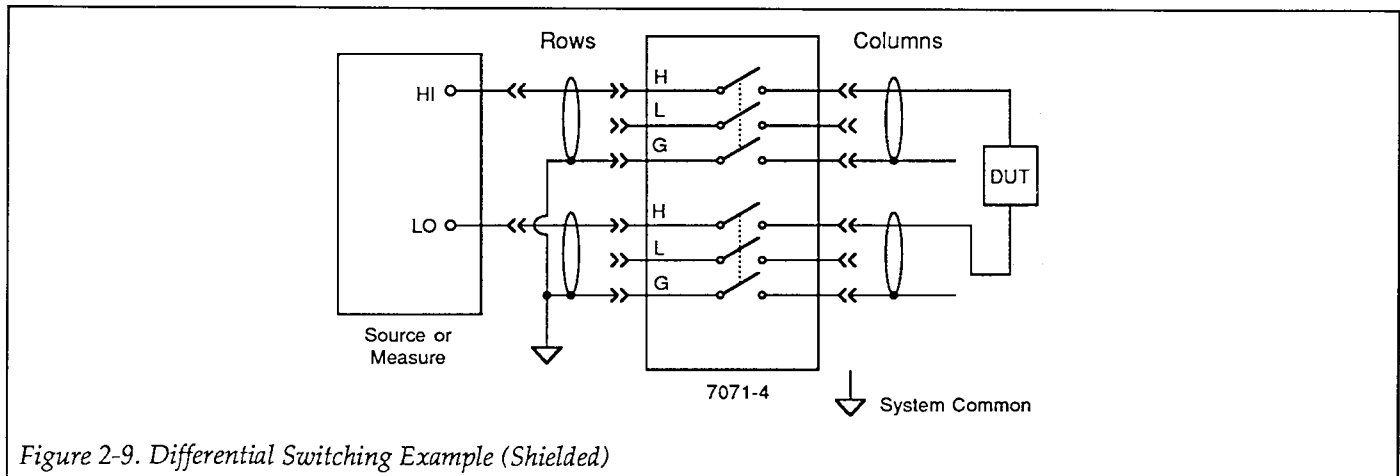 Rows
Columns
HI
H
L
G
DUT
LO
H
L
G
Source or
Measure
7071-4
System Common
Figure 2-9. Differential Switching Example (Shielded)